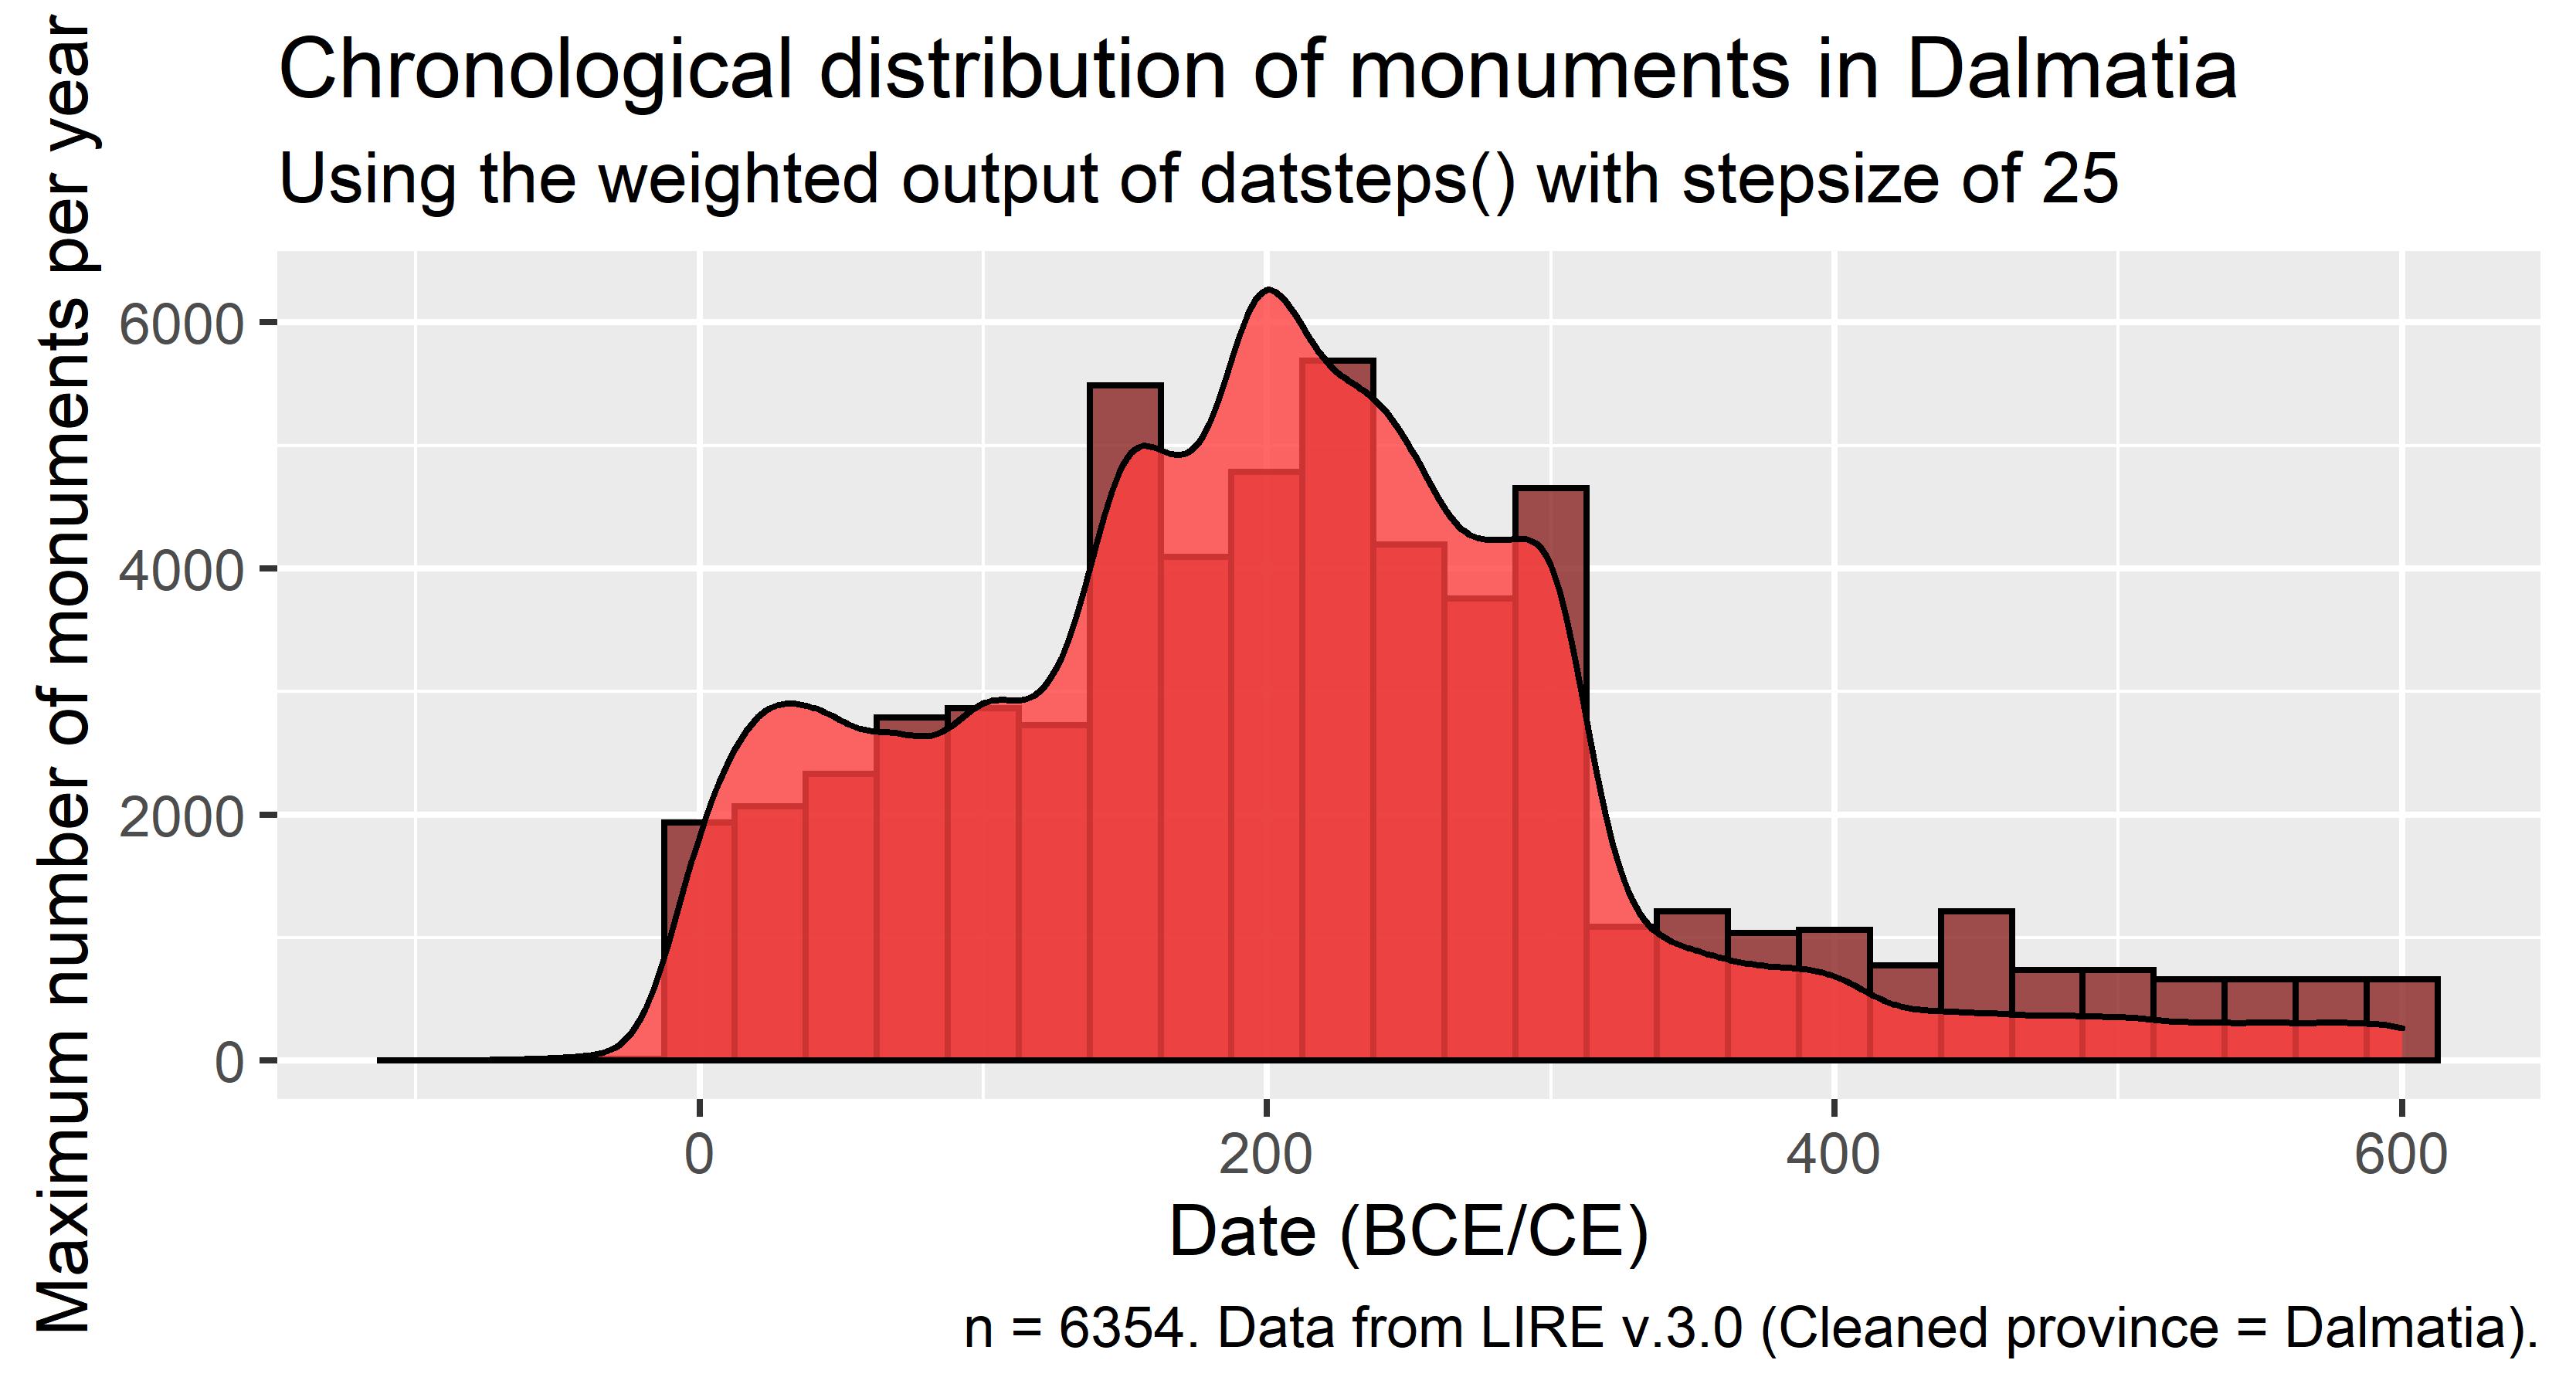 Chronological distribution of monuments in Dalmatia
Using the weighted output of datsteps() with stepsize of 25
Maximum number of monuments per year
6000
4000
2000
0
0 200 400 600
Date (BCE/CE)
n = 6354. Data from LIRE v.3.0 (Cleaned province = Dalmatia).